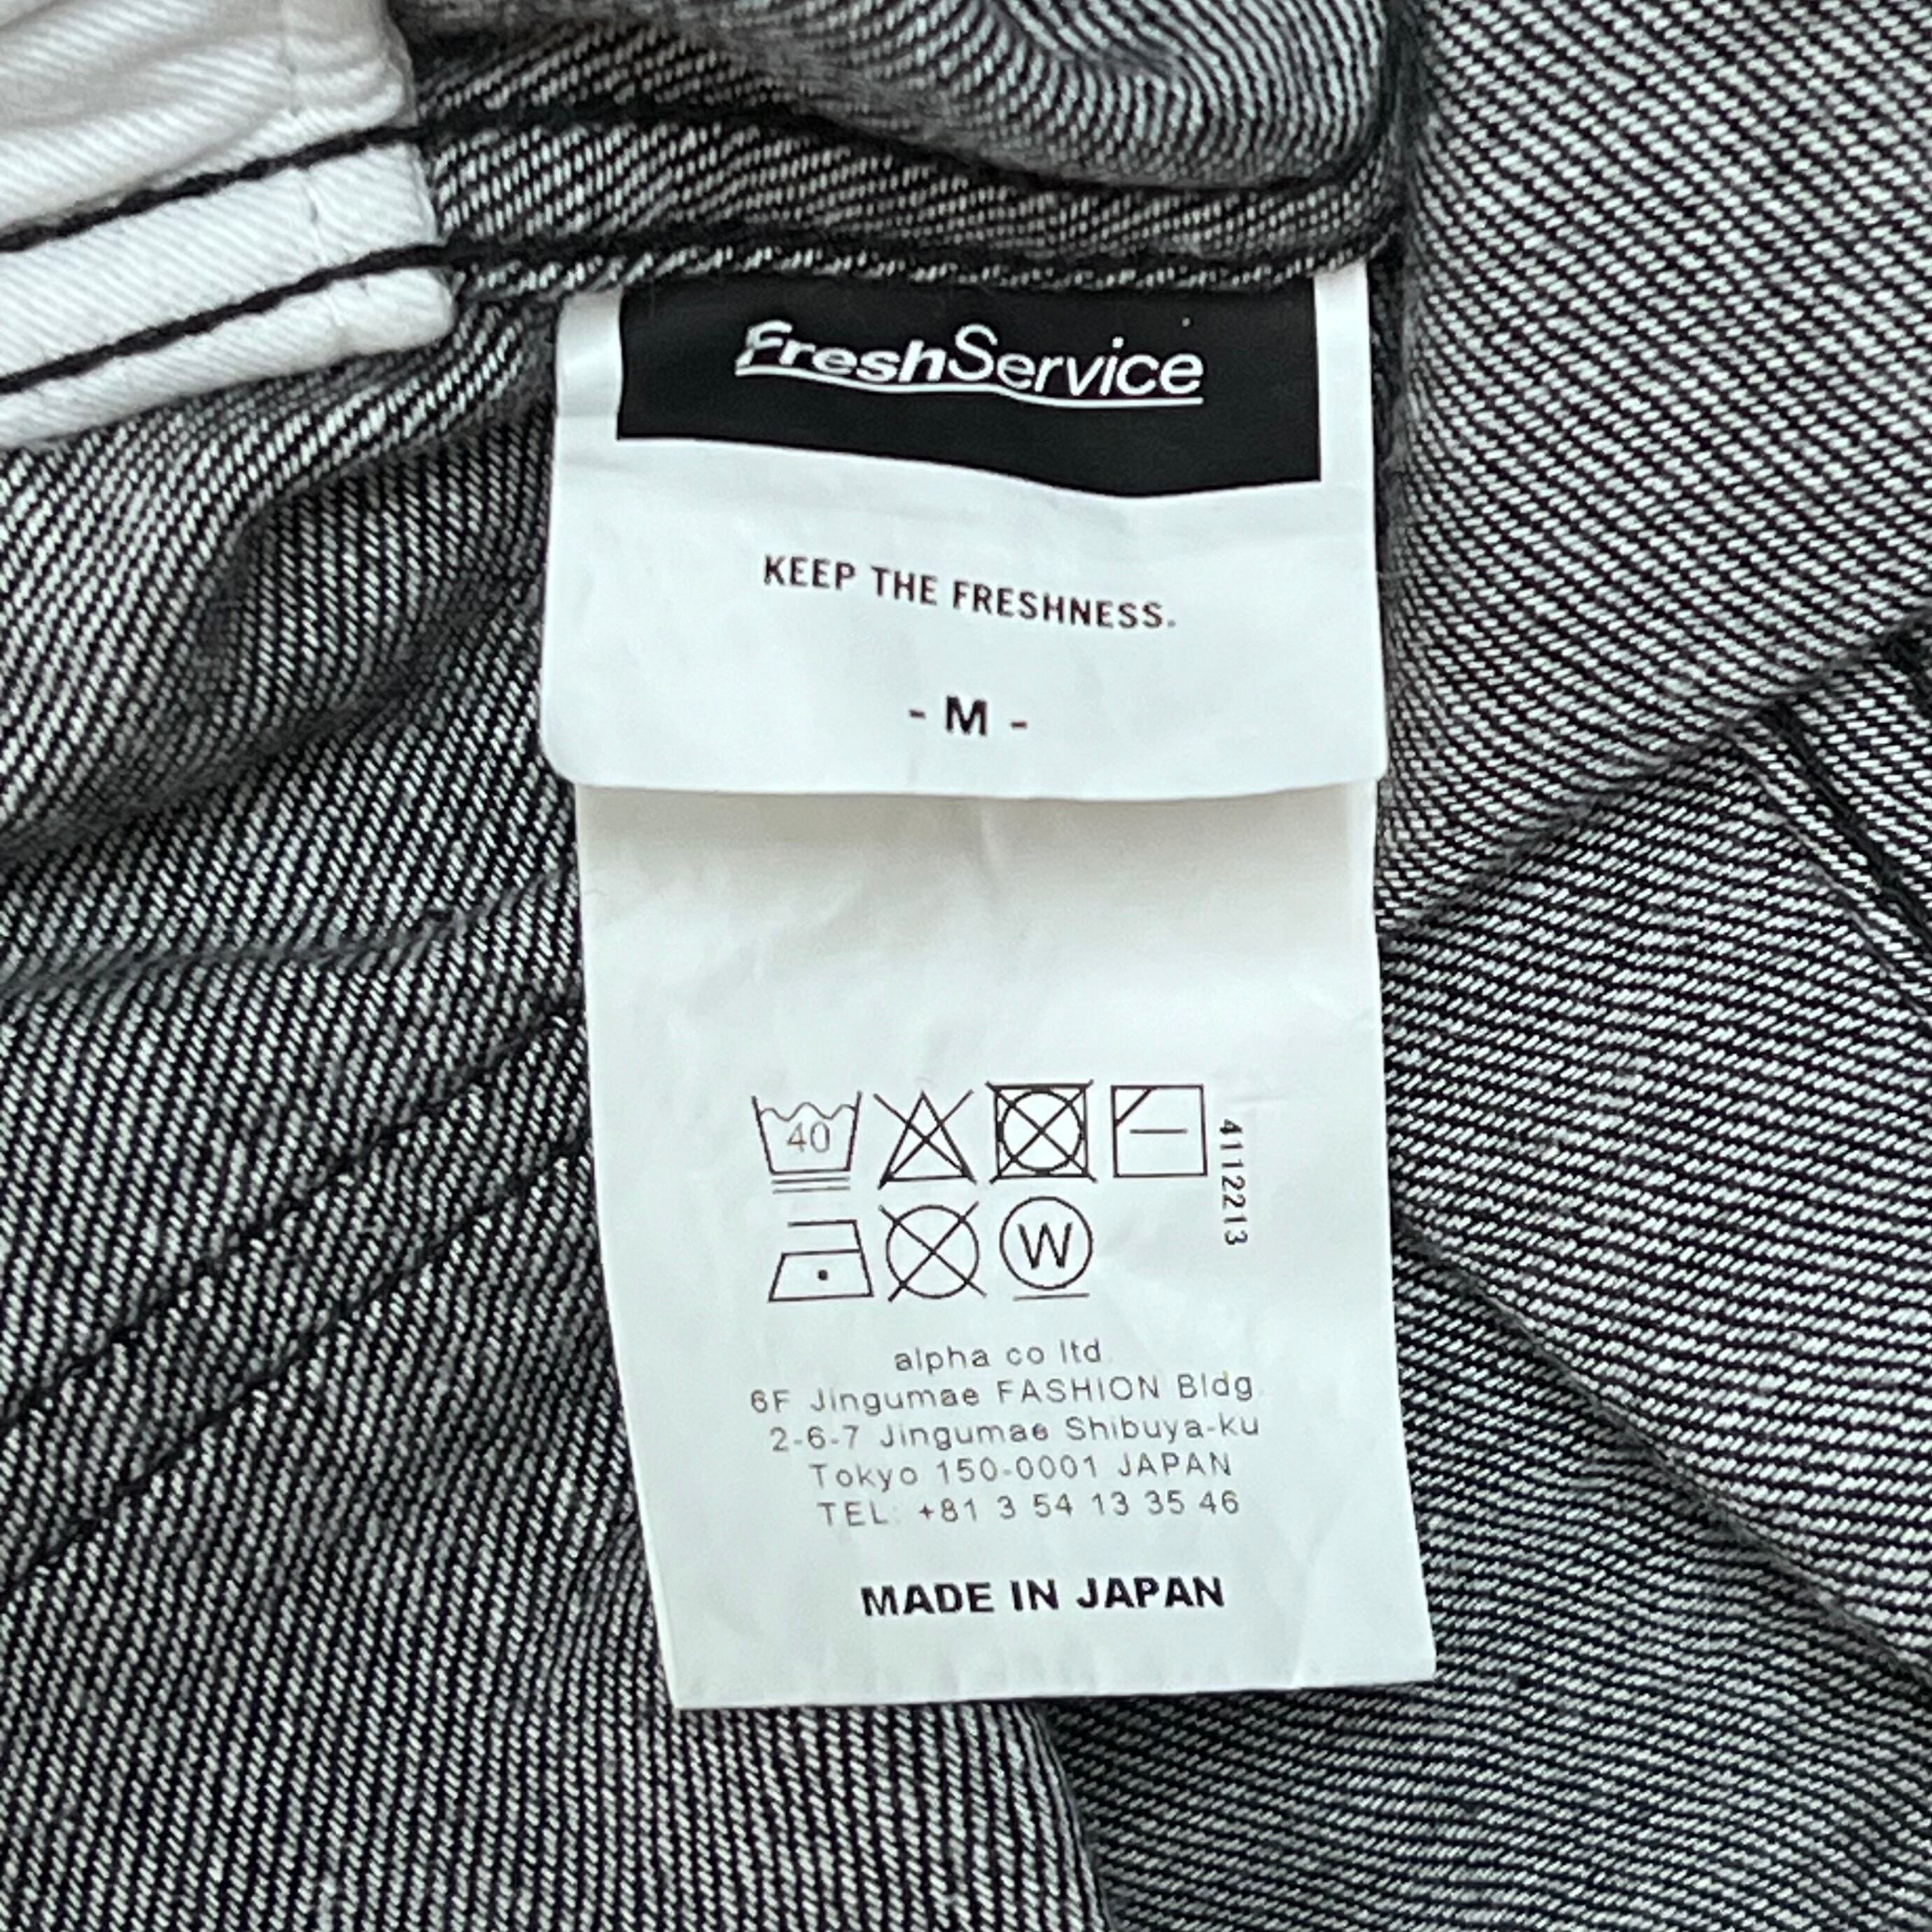 FreshService
KEEP THE FRESHNESS.
- M -
40
4112213
W
alpha co ltd.
6F Jingumae FASHION Bldg.
2-6-7 Jingumae Shibuya-ku
Tokyo 150-0001 JAPAN
TEL: +81 3 54 13 35 46
MADE IN JAPAN